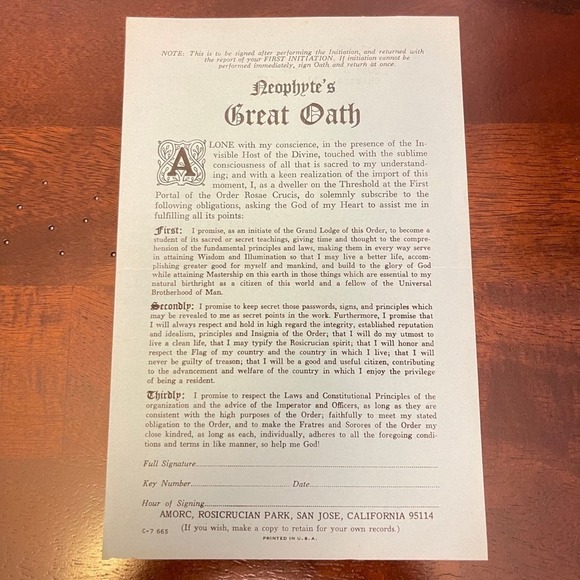 NOTE: This is to be signed after performing the Initiation, and returned with
the report of your FIRST INITIATION. If initiation cannot be
performed immediately, sign Oath and return at once.
Neophyte's
Great Oath
ALONE with my conscience, in the presence of the In-
visible Host of the Divine, touched with the sublime
consciousness of all that is sacred to my understand-
ing; and with a keen realization of the import of this
moment, I, as a dweller on the Threshold at the First
Portal of the Order Rosae Crucis, do solemnly subscribe to the
following obligations, asking the God of my Heart to assist me in
fulfilling all its points:
First: I promise, as an initiate of the Grand Lodge of this Order, to become a
student of its sacred or secret teachings, giving time and thought to the compre-
hension of the fundamental principles and laws, making them in every way serve
in attaining Wisdom and Illumination so that I may live a better life, accom-
plishing greater good for myself and mankind, and build to the glory of God
while attaining Mastership on this earth in those things which are essential to my
natural birthright as a citizen of this world and a fellow of the Universal
Brotherhood of Man.
Secondly: I promise to keep secret those passwords, signs, and principles which
may be revealed to me as secret points in the work. Furthermore, I promise that
I will always respect and hold in high regard the integrity, established reputation
and idealism, principles and Insignia of the Order; that I will do my utmost to
live a clean life, that I may typify the Rosicrucian spirit; that I will honor and
respect the Flag of my country and the country in which I live; that I will
never be guilty of treason; that I will be a good and useful citizen, contributing
to the advancement and welfare of the country in which I enjoy the privilege
of being a resident.
Thirdly: I promise to respect the Laws and Constitutional Principles of the
organization and the advice of the Imperator and Officers, as long as they are
consistent with the high purposes of the Order; faithfully to meet my stated
obligation to the Order, and to make the Fratres and Sorores of the Order my
close kindred, as long as each, individually, adheres to all the foregoing condi-
tions and terms in like manner, so help me God!
Full Signature
Key Number Date
Hour of Signing
AMORC, ROSICRUCIAN PARK, SAN JOSE, CALIFORNIA 95114
C-7 665 (If you wish, make a copy to retain for your own records.)
PRINTED IN U.S.A.